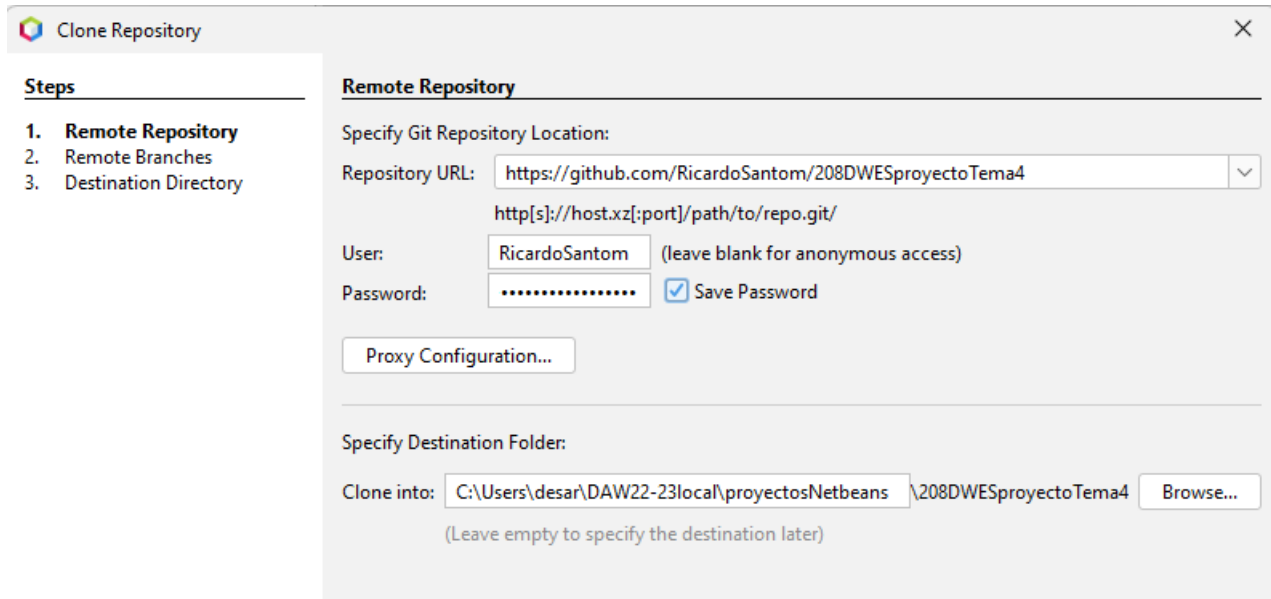 Clone Repository
Steps
1. Remote Repository
2. Remote Branches
3. Destination Directory
Remote Repository
Specify Git Repository Location:
Repository URL: https://github.com/RicardoSantom/208DWESproyectoTema4
http[s]://host.xz[:port]/path/to/repo.git/
User: RicardoSantom (leave blank for anonymous access)
Password: ••••••••••••••••• Save Password
Proxy Configuration...
Specify Destination Folder:
Clone into: C:\Users\desar\DAW22-23local\proyectosNetbeans \208DWESproyectoTema4 Browse...
(Leave empty to specify the destination later)